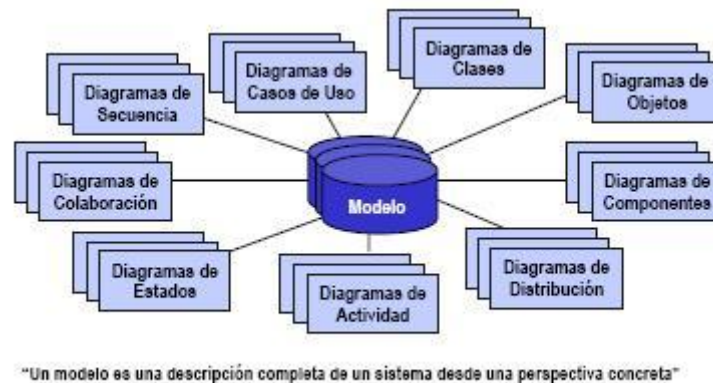 Diagramas de
Casos de Uso
Diagramas de
Clases
Diagramas de
Secuencia
Diagramas de
Objetos
Diagramas de
Colaboración
Modelo
Diagramas de
Componentes
Diagramas de
Estados
Diagramas de
Actividad
Diagramas de
Distribución
"Un modelo es una descripción completa de un sistema desde una perspectiva concreta"